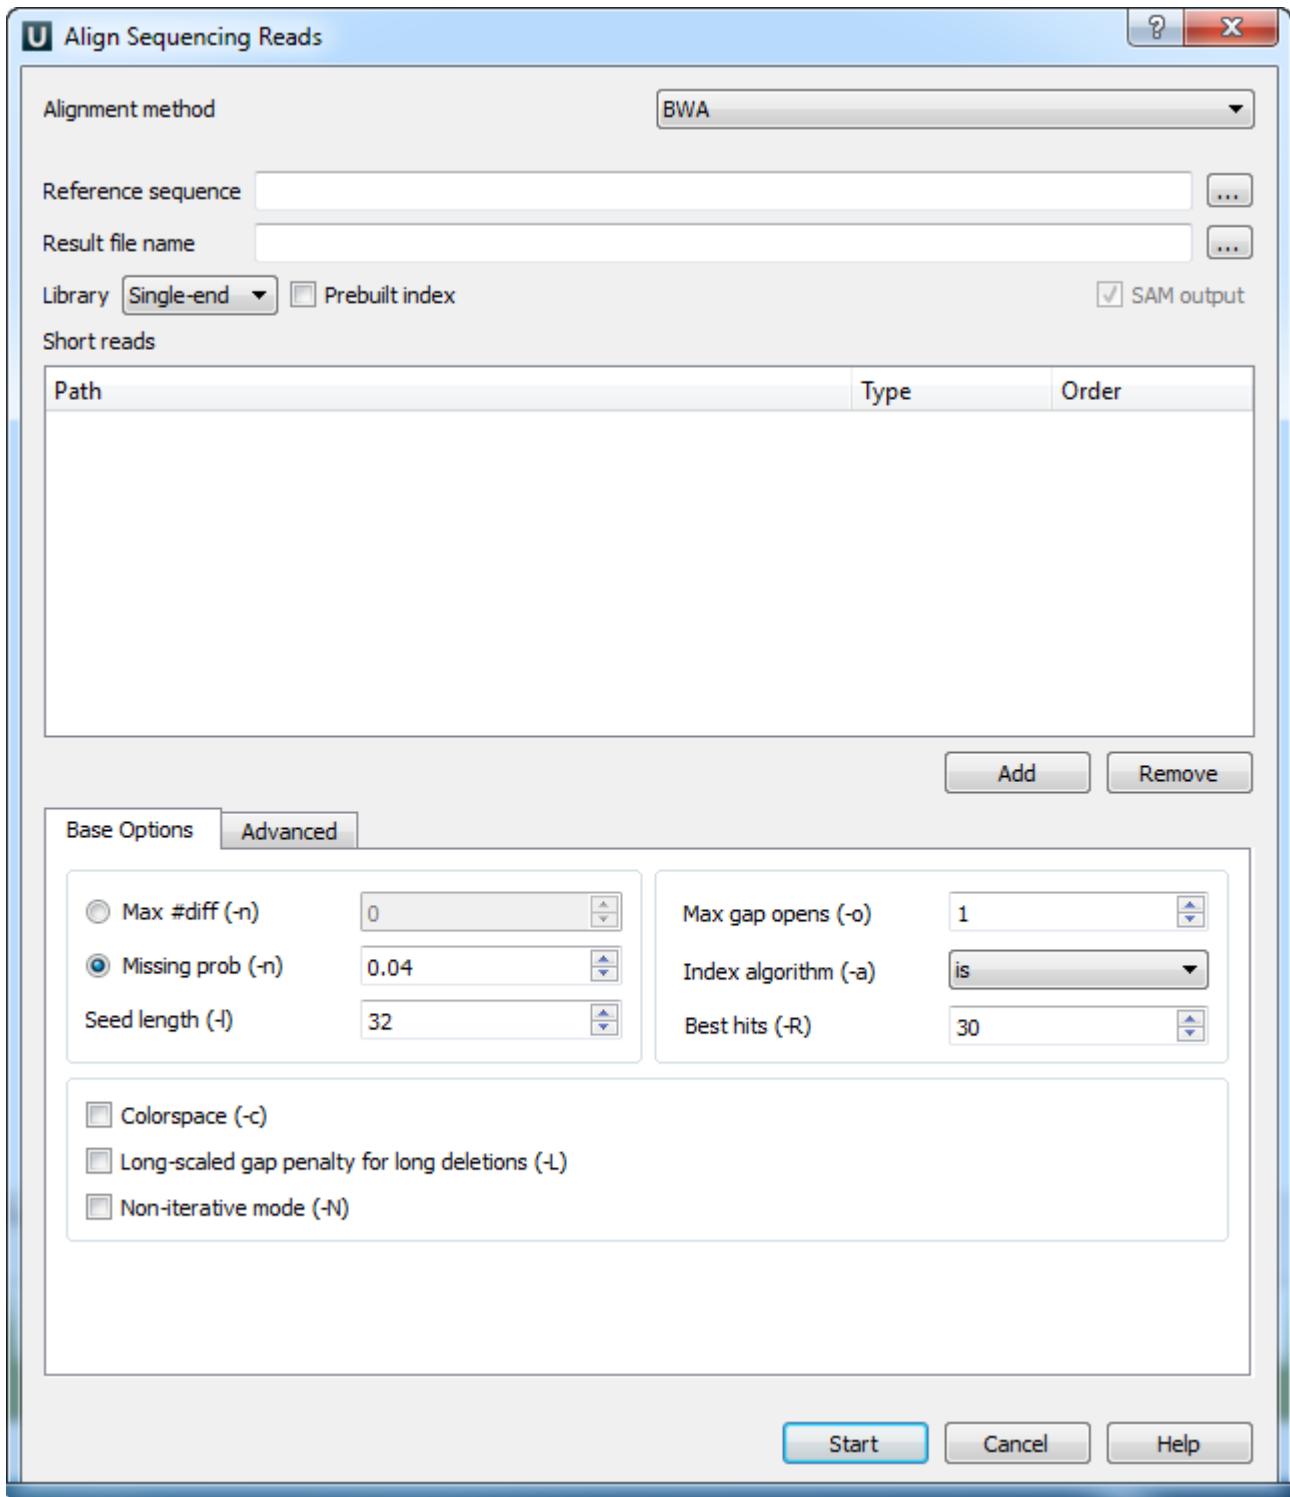 U Align Sequencing Reads ?
Alignment method BWA
Reference sequence ...
Result file name ...
Library Single-end Prebuilt index SAM output
Short reads
Path Type Order
Add Remove
Base Options Advanced
Max #diff (-n) 0 Max gap opens (-o) 1
Missing prob (-n) 0.04 Index algorithm (-a) is
Seed length (-l) 32 Best hits (-R) 30
Colorspace (-c)
Long-scaled gap penalty for long deletions (-L)
Non-iterative mode (-N)
Start Cancel Help